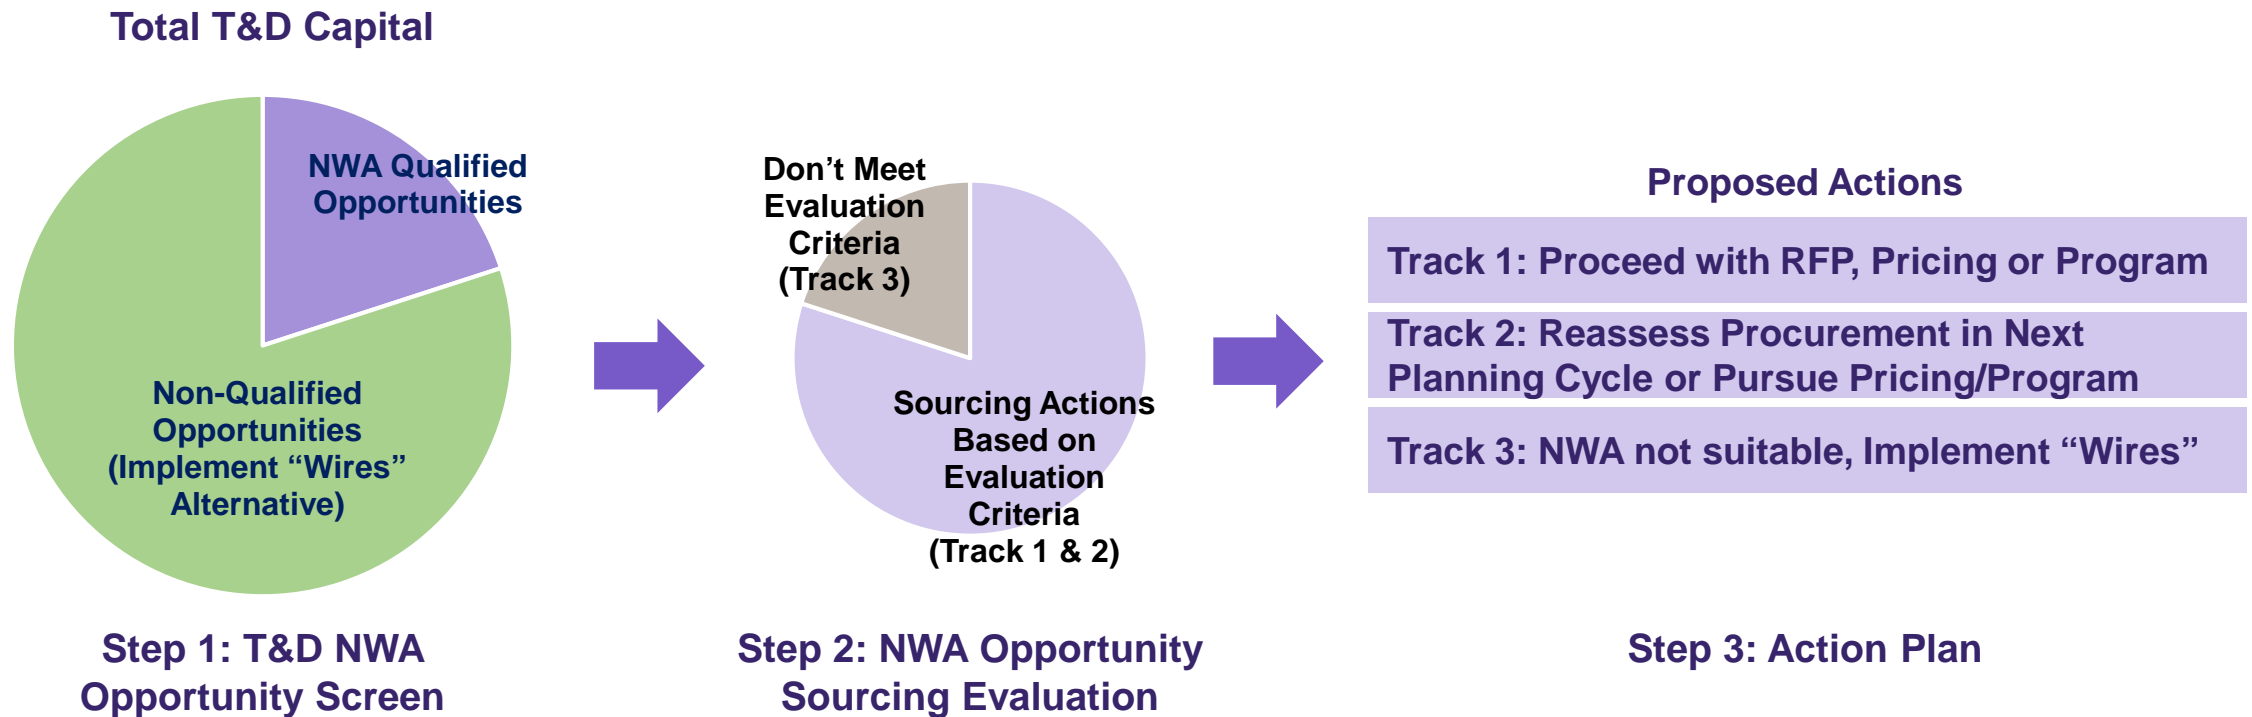 Total T&D Capital
NWA Qualified
Opportunities
Non-Qualified
Opportunities
(Implement “Wires”
Alternative)
Step 1: T&D NWA
Opportunity Screen
Don’t Meet
Evaluation
Criteria
(Track 3)
Sourcing Actions
Based on
Evaluation
Criteria
(Track 1 & 2)
Step 2: NWA Opportunity
Sourcing Evaluation
Proposed Actions
Track 1: Proceed with RFP, Pricing or Program
Track 2: Reassess Procurement in Next
Planning Cycle or Pursue Pricing/Program
Track 3: NWA not suitable, Implement “Wires”
Step 3: Action Plan